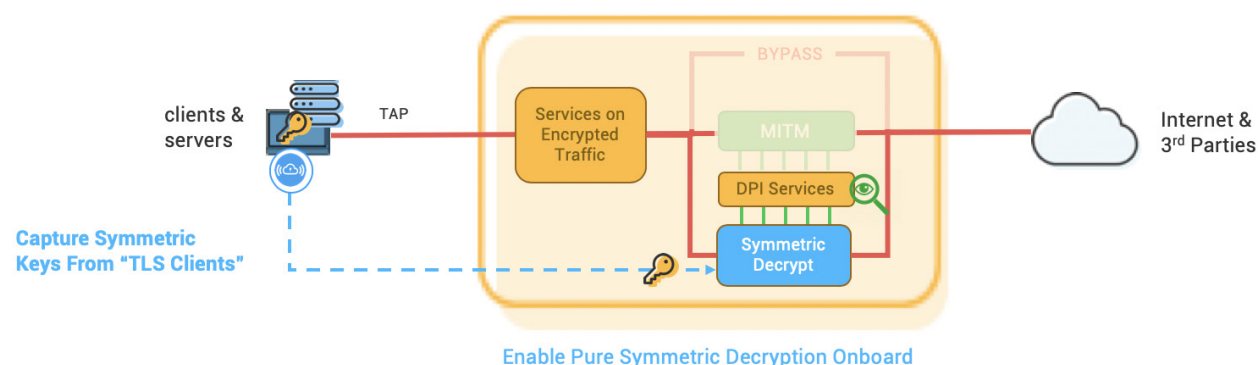 BYPASS
clients &
servers
TAP
Services on
Encrypted
Traffic
MITM
DPI Services
Symmetric
Decrypt
Internet &
3rd Parties
Capture Symmetric
Keys From “TLS Clients”
Enable Pure Symmetric Decryption Onboard